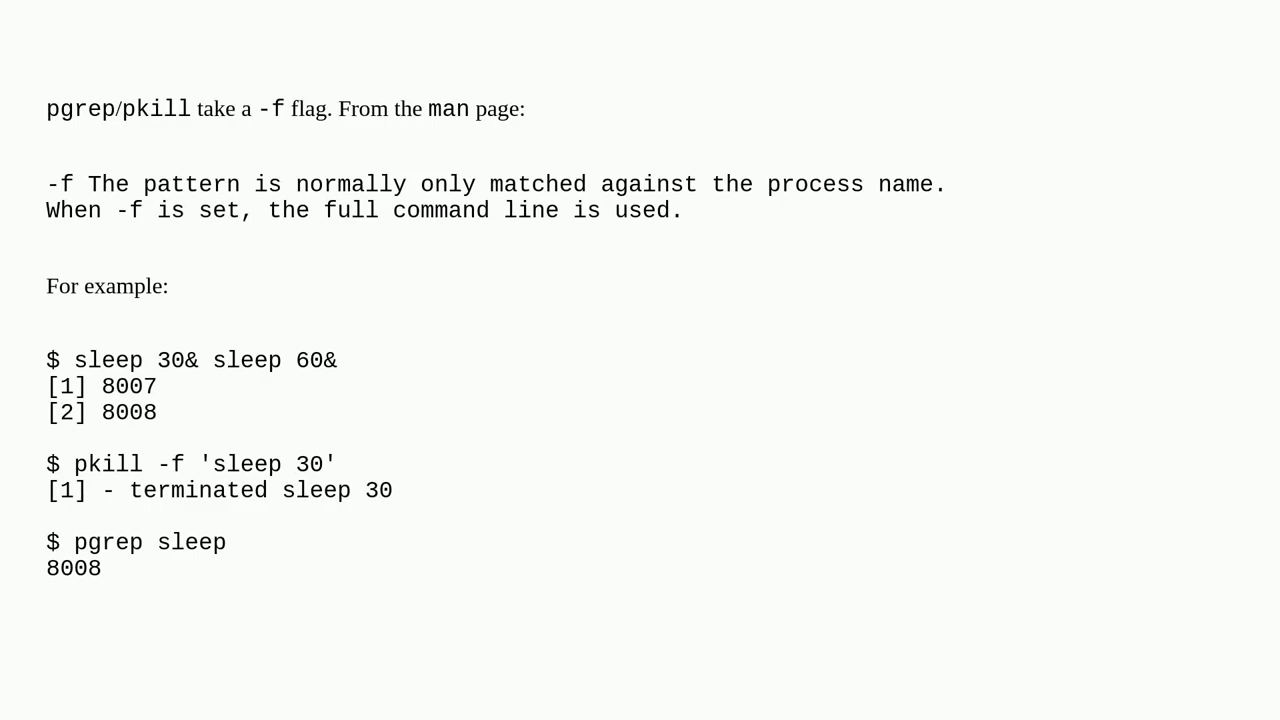 pgrep/pkill take a -f flag. From the man page:
-f The pattern is normally only matched against the process name.
When -f is set, the full command line is used.
For example:
$ sleep 30& sleep 60&
[1] 8007
[2] 8008
$ pkill -f 'sleep 30'
[1] - terminated sleep 30
$ pgrep sleep
8008